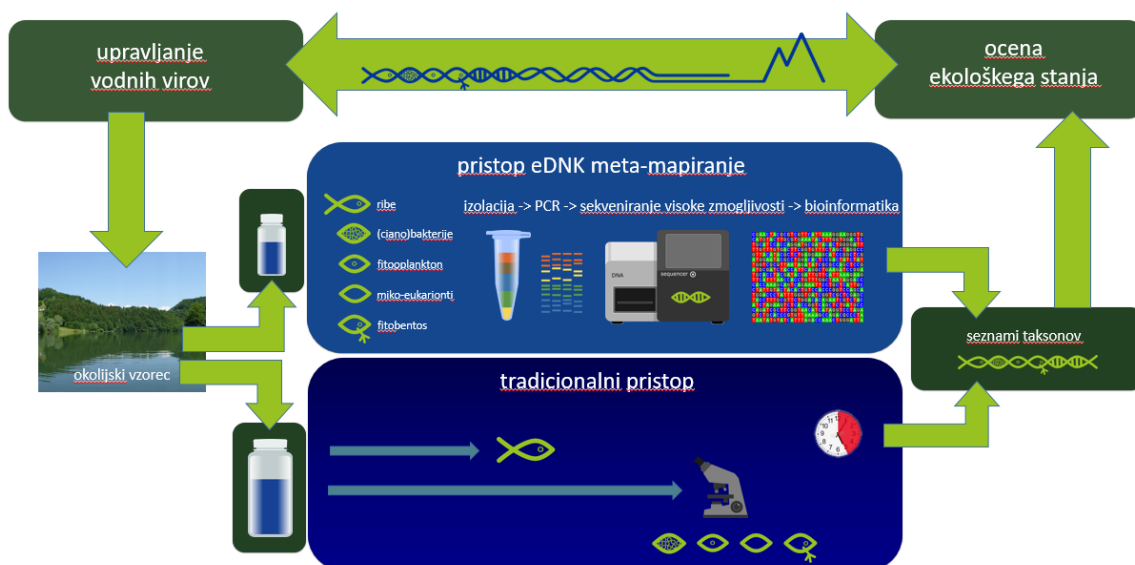 upravljanje
vodnih virov
ocena
ekološkega stanja
pristop eDNK meta-mapiranje
izolacija -> PCR -> sekveniranje visoke zmogljivosti -> bioinformatika
ribe
(ciano)bakterije
fitooplankton
miko-eukarionti
fitobentos
DNA
sequencer
okolijski vzorec
seznami taksonov
tradicionalni pristop